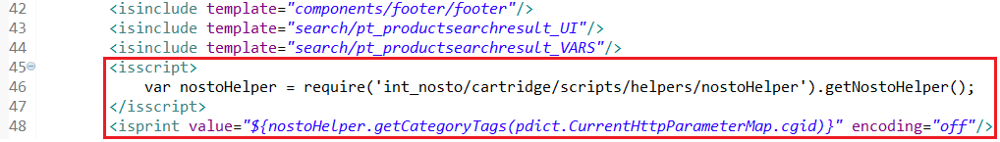 42 <isinclude template="components/footer/footer"/>
43 <isinclude template="search/pt_productsearchresult_UI"/>
44 <isinclude template="search/pt_productsearchresult_VARS"/>
45 <isscript>
46 var nostoHelper = require('int_nosto/cartridge/scripts/helpers/nostoHelper').getNostoHelper();
47 </isscript>
48 <isprint value="${nostoHelper.getCategoryTags(pdict.CurrentHttpParameterMap.cgid)}" encoding="off"/>